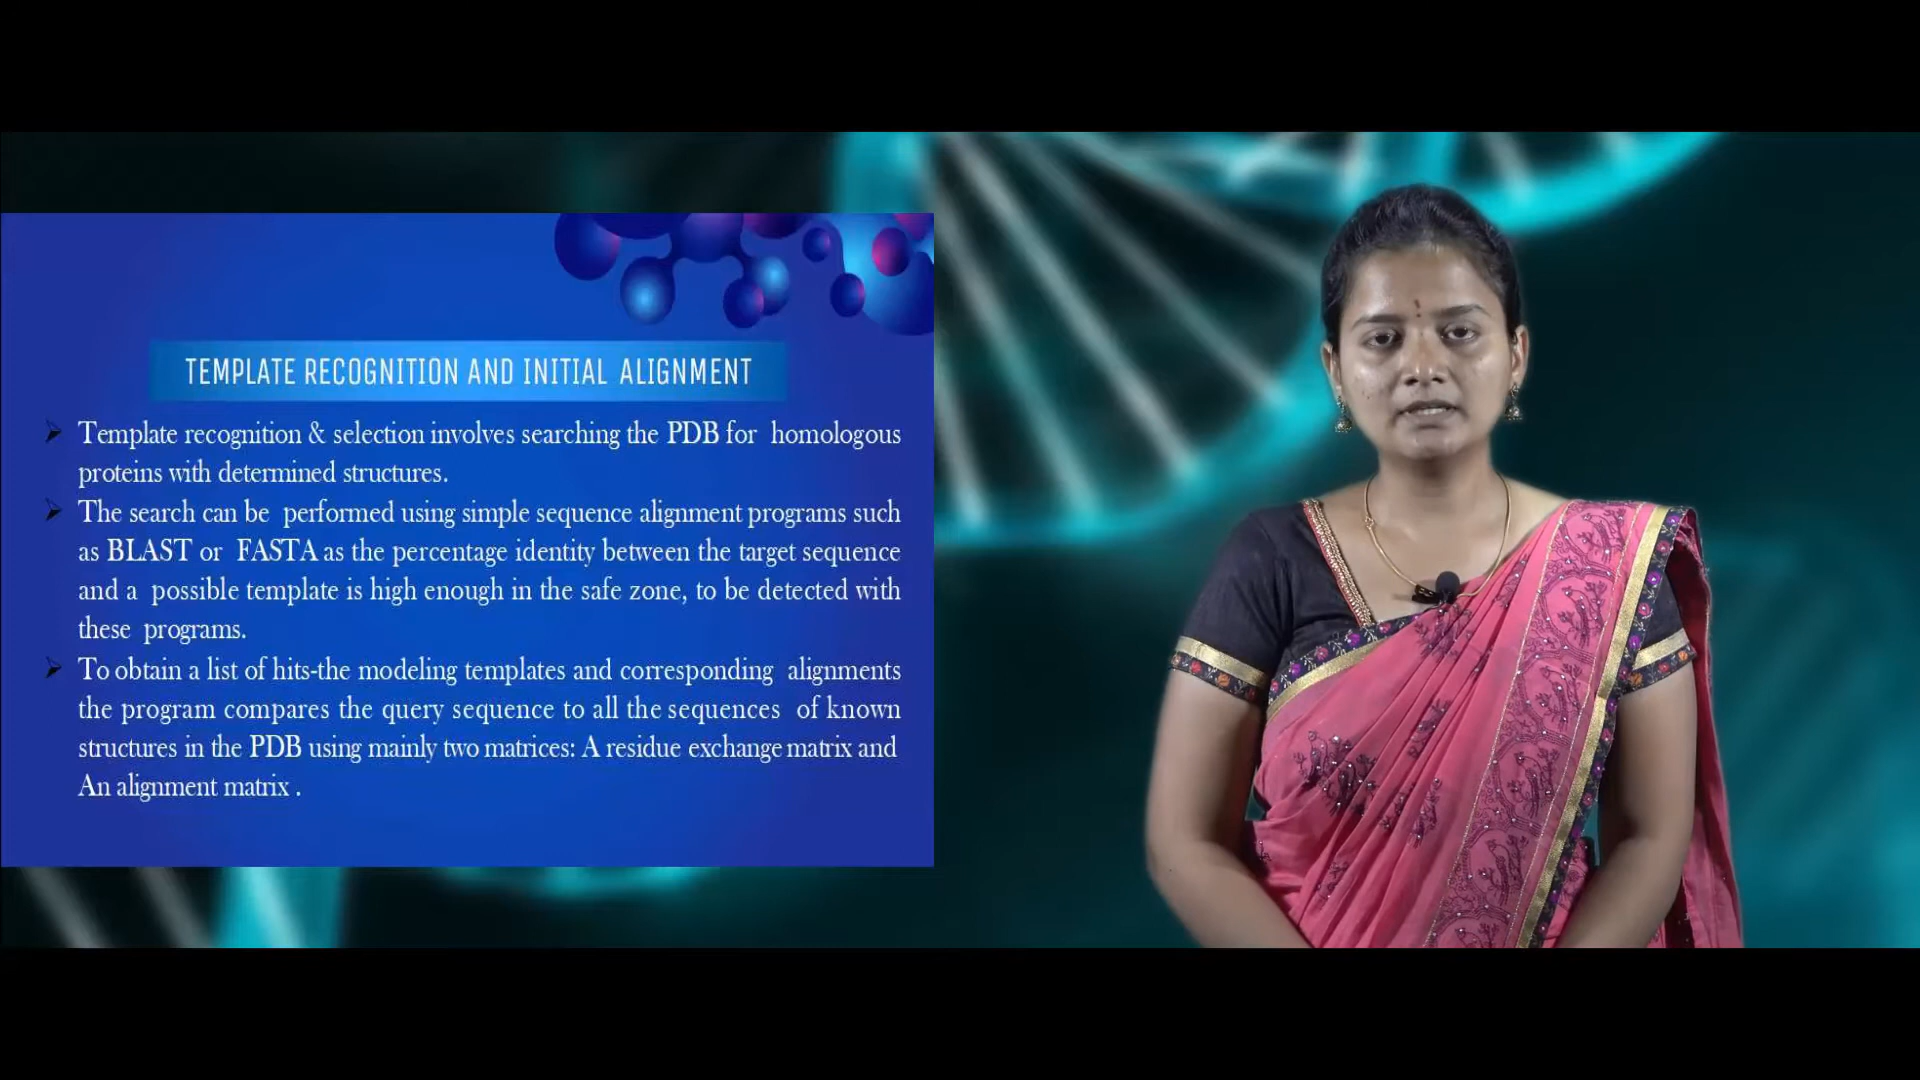 TEMPLATE RECOGNITION AND INITIAL ALIGNMENT
Template recognition & selection involves searching the PDB for homologous
proteins with determined structures.
The search can be performed using simple sequence alignment programs such
as BLAST or FASTA as the percentage identity between the target sequence
and a possible template is high enough in the safe zone, to be detected with
these programs.
To obtain a list of hits-the modeling templates and corresponding alignments
the program compares the query sequence to all the sequences of known
structures in the PDB using mainly two matrices: A residue exchange matrix and
An alignment matrix .